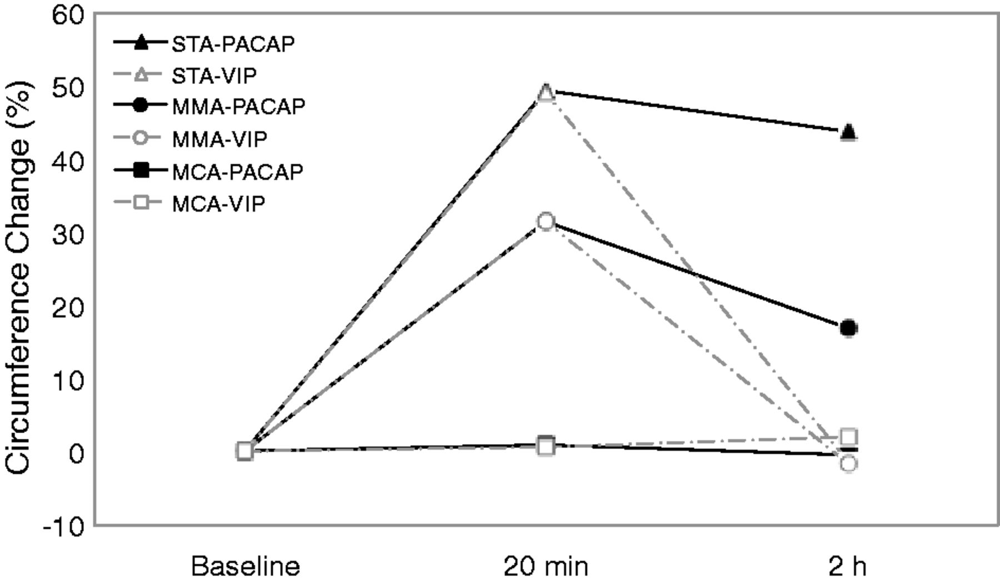 Circumference Change (%)
60
50
40
30
20
10
0
-10
STA-PACAP
STA-VIP
MMA-PACAP
MMA-VIP
MCA-PACAP
MCA-VIP
Baseline 20 min 2 h